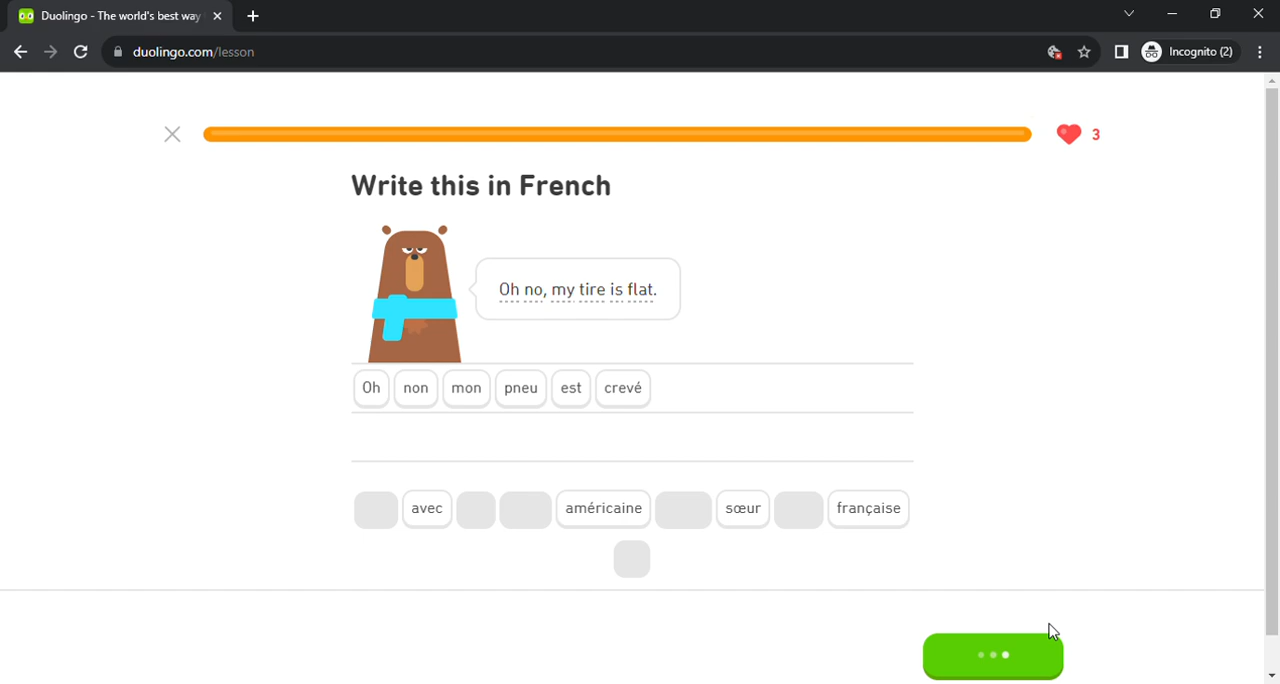 Duolingo - The world's best way
duolingo.com/lesson
Incognito (2)
3
Write this in French
Oh no, my tire is flat.
Oh non mon pneu est crevé
avec américaine sœur française